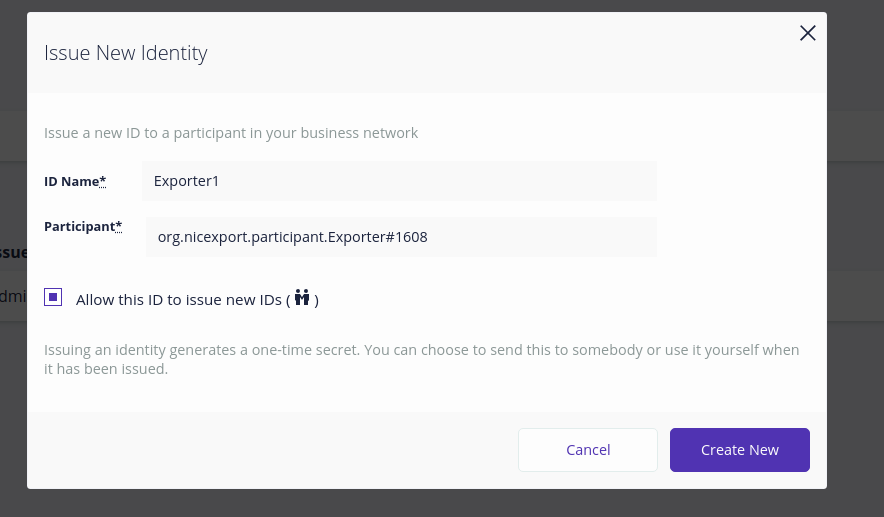 Issue New Identity
Issue a new ID to a participant in your business network
ID Name* Exporter1
Participant* org.nicexport.participant.Exporter#1608
Allow this ID to issue new IDs ( )
Issuing an identity generates a one-time secret. You can choose to send this to somebody or use it yourself when
it has been issued.
Cancel Create New